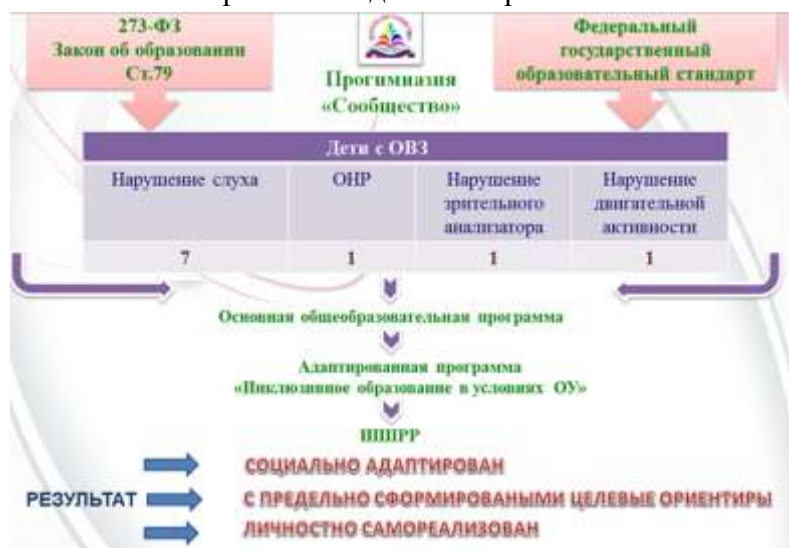 273-ФЗ
Закон об образовании
Ст.79
Прогимназия
«Сообщество»
Федеральный
государственный
образовательный стандарт
Дети с ОВЗ
Нарушение слуха
ОНР
Нарушение
зрительного
анализатора
Нарушение
двигательной
активности
7
1
1
1
Основная общеобразовательная программа
Адаптированная программа
«Инклюзивное образование в условиях ОУ»
РЕЗУЛЬТАТ
СОЦИАЛЬНО АДАПТИРОВАН
С ПРЕДЕЛЬНО СФОРМИРОВАНЫМИ ЦЕЛЕВЫЕ ОРИЕНТИРЫ
ЛИЧНОСТНО САМОРЕАЛИЗОВАН